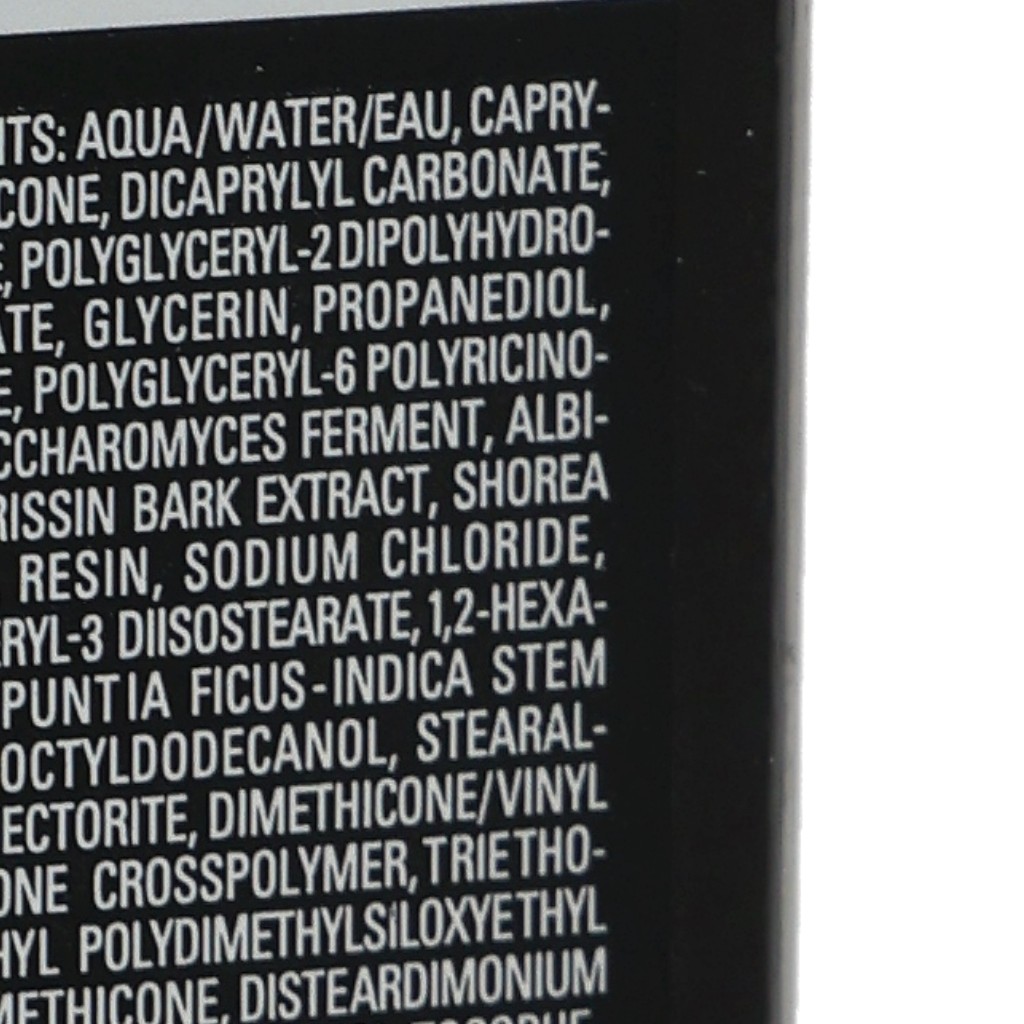 ITS: AQUA/WATER/EAU, CAPRY-
CONE, DICAPRYLYL CARBONATE,
E, POLYGLYCERYL-2 DIPOLYHYDRO-
ATE, GLYCERIN, PROPANEDIOL,
E, POLYGLYCERYL-6 POLYRICINO-
CCHAROMYCES FERMENT, ALBI-
RISSIN BARK EXTRACT, SHOREA
RESIN, SODIUM CHLORIDE,
ERYL-3 DIISOSTEARATE, 1,2-HEXA-
PUNTIA FICUS-INDICA STEM
OCTYLDODECANOL, STEARAL-
ECTORITE, DIMETHICONE/VINYL
ONE CROSSPOLYMER, TRIETHO-
HYL POLYDIMETHYLSILOXYETHYL
METHICONE, DISTEARDIMONIUM